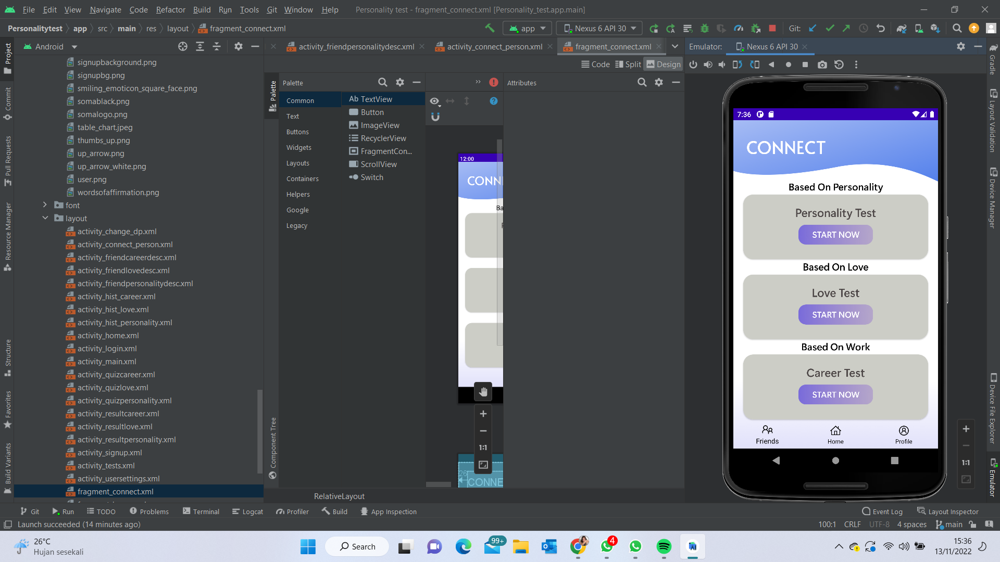 File Edit View Navigate Code Refactor Build Run Tools Git Window Help Personality test - fragment_connect.xml [Personality_test.app.main]
Personalitytest app src main res layout fragment_connect.xml app Nexus 6 API 30 Git:
Project
Commit
Pull Requests
Resource Manager
Structure
Favorites
Build Variants
Android
signupbackground.png
signupbg.png
smiling_emoticon_square_face.png
somablack.png
somalogo.png
table_chart.jpeg
thumbs_up.png
up_arrow.png
up_arrow_white.png
user.png
wordsofaffirmation.png
font
layout
activity_change_dp.xml
activity_connect_person.xml
activity_friendcareerdesc.xml
activity_friendlovedesc.xml
activity_friendpersonalitydesc.xml
activity_hist_career.xml
activity_hist_love.xml
activity_hist_personality.xml
activity_home.xml
activity_login.xml
activity_main.xml
activity_quizcareer.xml
activity_quizlove.xml
activity_quizpersonality.xml
activity_resultcareer.xml
activity_resultlove.xml
activity_resultpersonality.xml
activity_signup.xml
activity_tests.xml
activity_usersettings.xml
fragment_connect.xml
activity_friendpersonalitydesc.xml activity_connect_person.xml fragment_connect.xml
Code Split Design
Palette
Component Tree
Palette
Common
Text
Buttons
Widgets
Layouts
Containers
Helpers
Google
Legacy
Ab TextView
Button
ImageView
RecyclerView
FragmentCon...
ScrollView
Switch
12:00
CONN
Ba
1:1
26
CONNE
RelativeLayout
Attributes
Emulator: Nexus 6 API 30
7:36
CONNECT
Based On Personality
Personality Test
START NOW
Based On Love
Love Test
START NOW
Based On Work
Career Test
START NOW
Friends Home Profile
1:1
Gradle
Layout Validation
Device Manager
Device File Explorer
Emulator
Git Run TODO Problems Terminal Logcat Profiler Build App Inspection Event Log Layout Inspector
Launch succeeded (14 minutes ago) 100:1 CRLF UTF-8 4 spaces main
26°C
Hujan sesekali
Search
99+
4
15:36
13/11/2022